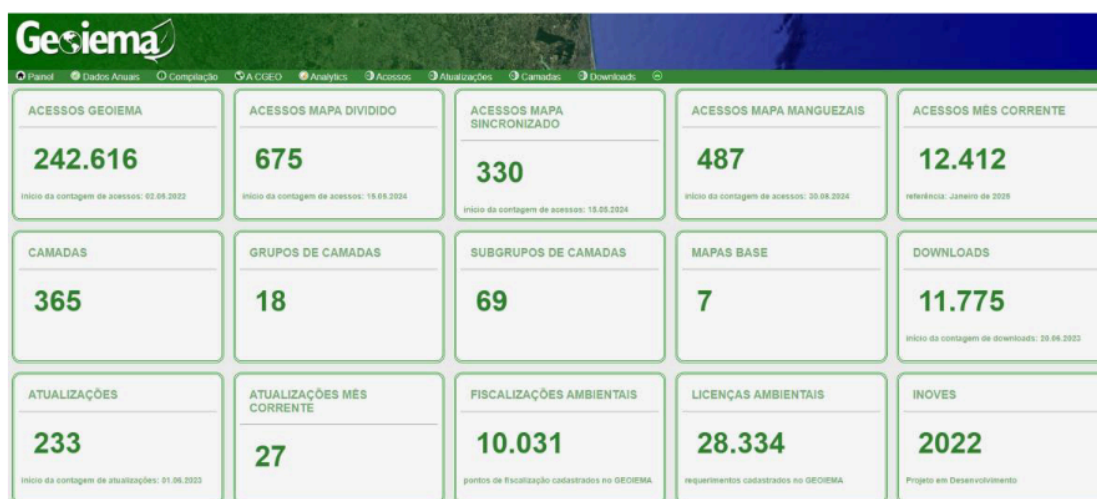 Geoiema
Painel Dados Anuais Compilação A CGEO Analytics Acessos Atualizações Camadas Downloads
ACESSOS GEOIEMA
242.616
início da contagem de acessos: 02.05.2022
ACESSOS MAPA DIVIDIDO
675
início da contagem de acessos: 15.05.2024
ACESSOS MAPA
SINCRONIZADO
330
início da contagem de acessos: 15.05.2024
ACESSOS MAPA MANGUEZAIS
487
início da contagem de acessos: 30.08.2024
ACESSOS MÊS CORRENTE
12.412
referência: Janeiro de 2025
CAMADAS
365
GRUPOS DE CAMADAS
18
SUBGRUPOS DE CAMADAS
69
MAPAS BASE
7
DOWNLOADS
11.775
início da contagem de downloads: 20.06.2023
ATUALIZAÇÕES
233
início da contagem de atualizações: 01.06.2023
ATUALIZAÇÕES MÊS
CORRENTE
27
FISCALIZAÇÕES AMBIENTAIS
10.031
pontos de fiscalização cadastrados no GEOIEMA
LICENÇAS AMBIENTAIS
28.334
requerimentos cadastrados no GEOIEMA
INOVES
2022
Projeto em Desenvolvimento